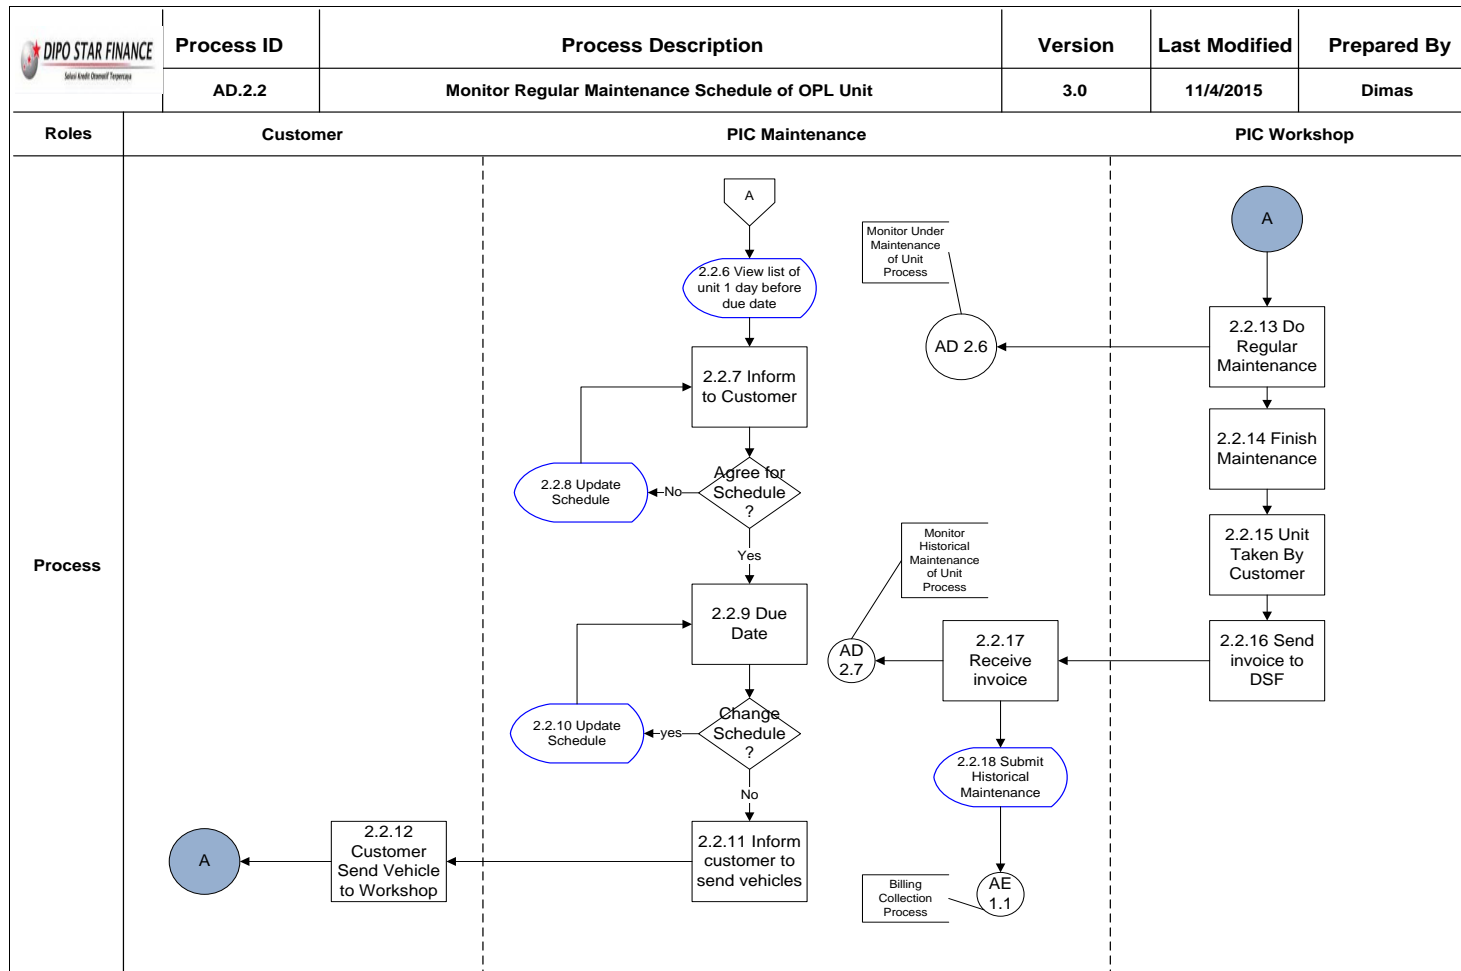 DIPO STAR FINANCE
Solusi Kredit Otomotif Terpercaya
Process ID
Process Description
Version
Last Modified
Prepared By
AD.2.2
Monitor Regular Maintenance Schedule of OPL Unit
3.0
11/4/2015
Dimas
Roles
Customer
PIC Maintenance
PIC Workshop
Process
A
2.2.6 View list of
unit 1 day before
due date
2.2.7 Inform
to Customer
Agree for
Schedule
?
No
2.2.8 Update
Schedule
Yes
2.2.9 Due
Date
Change
Schedule
?
yes
2.2.10 Update
Schedule
No
2.2.11 Inform
customer to
send vehicles
2.2.12
Customer
Send Vehicle
to Workshop
A
A
2.2.13 Do
Regular
Maintenance
Monitor Under
Maintenance
of Unit
Process
AD 2.6
2.2.14 Finish
Maintenance
2.2.15 Unit
Taken By
Customer
2.2.16 Send
invoice to
DSF
2.2.17
Receive
invoice
Monitor
Historical
Maintenance
of Unit
Process
AD
2.7
2.2.18 Submit
Historical
Maintenance
AE
1.1
Billing
Collection
Process